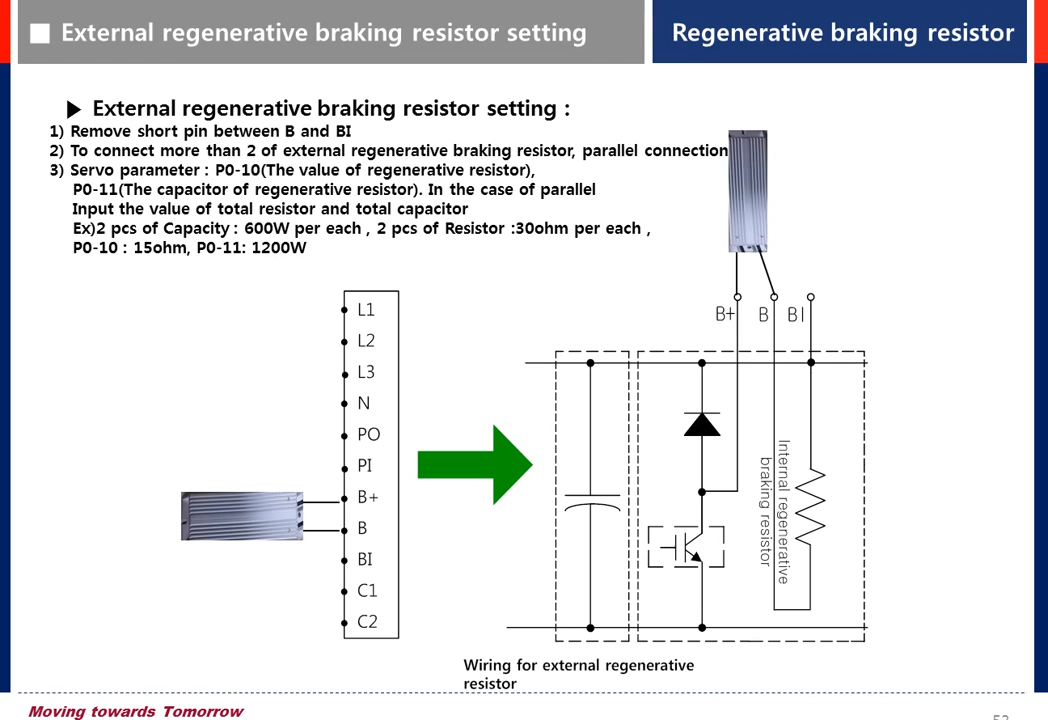 ■ External regenerative braking resistor setting
Regenerative braking resistor
▶ External regenerative braking resistor setting :
1) Remove short pin between B and BI
2) To connect more than 2 of external regenerative braking resistor, parallel connection
3) Servo parameter : P0-10(The value of regenerative resistor),
P0-11(The capacitor of regenerative resistor). In the case of parallel
Input the value of total resistor and total capacitor
Ex)2 pcs of Capacity : 600W per each , 2 pcs of Resistor :30ohm per each ,
P0-10 : 15ohm, P0-11: 1200W
B+ B BI
L1
L2
L3
N
PO
PI
B+
B
BI
C1
C2
Internal regenerative
braking resistor
Wiring for external regenerative
resistor
Moving towards Tomorrow